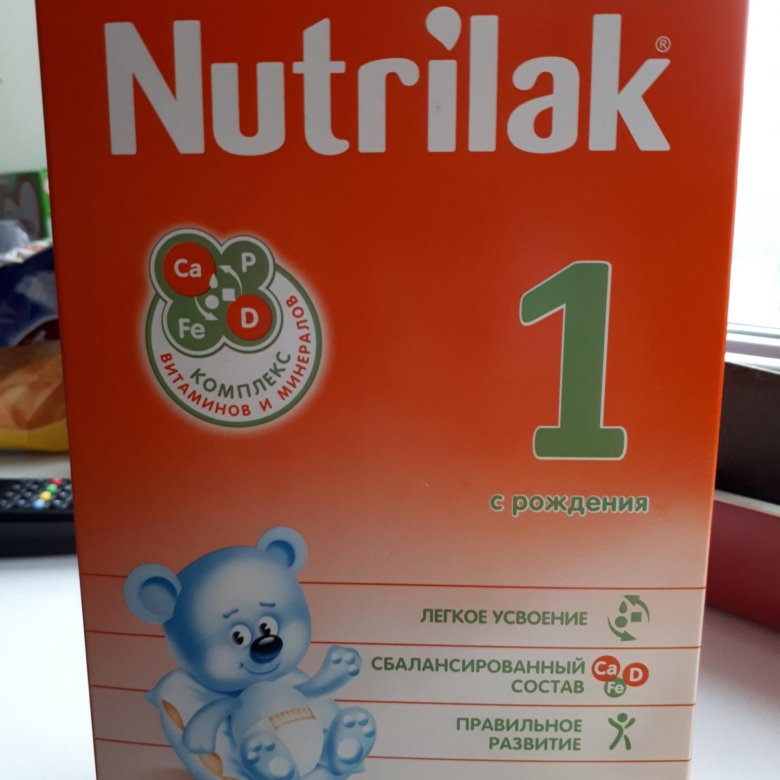 Nutrilak®
Ca P
Fe D
КОМПЛЕКС
ВИТАМИНОВ И МИНЕРАЛОВ
1
с рождения
ЛЕГКОЕ УСВОЕНИЕ
СБАЛАНСИРОВАННЫЙ
СОСТАВ
Ca D
Fe
ПРАВИЛЬНОЕ
РАЗВИТИЕ